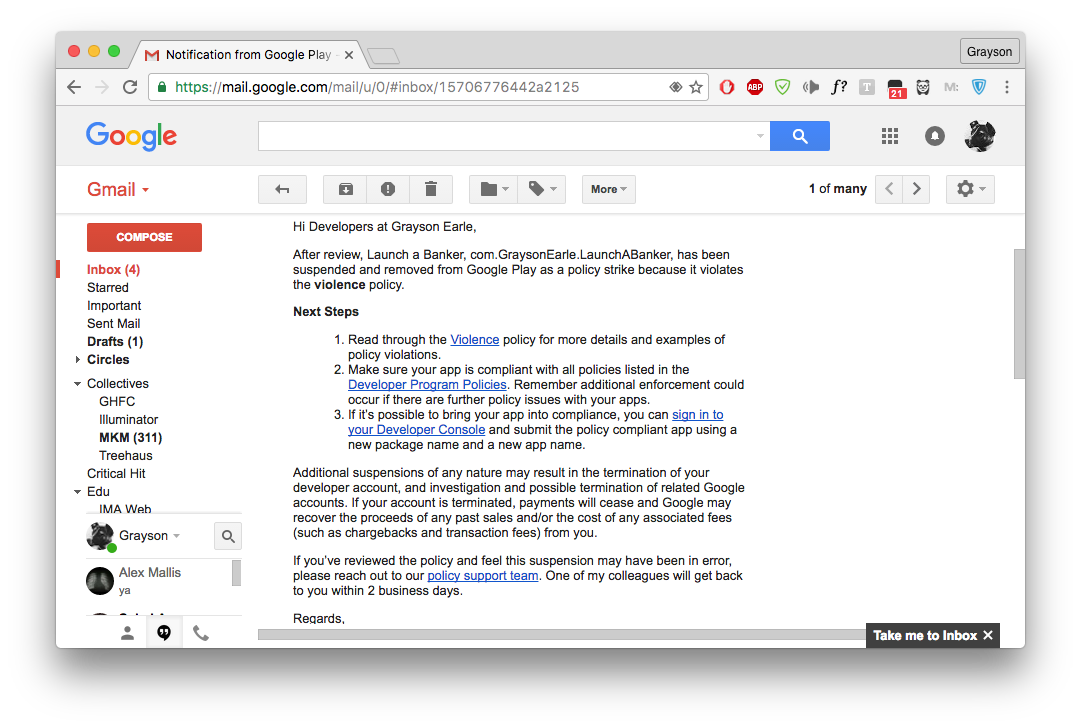 Notification from Google Play -
Grayson
https://mail.google.com/mail/u/0/#inbox/15706776442a2125
ABP
f?
T
21
M:
Google
Gmail
More
1 of many
COMPOSE
Inbox (4)
Starred
Important
Sent Mail
Drafts (1)
Circles
Collectives
GHFC
Illuminator
MKM (311)
Treehaus
Critical Hit
Edu
IMA Web
Grayson
Alex Mallis
ya
Hi Developers at Grayson Earle,
After review, Launch a Banker, com.GraysonEarle.LaunchABanker, has been
suspended and removed from Google Play as a policy strike because it violates
the violence policy.
Next Steps
1. Read through the Violence policy for more details and examples of
policy violations.
2. Make sure your app is compliant with all policies listed in the
Developer Program Policies. Remember additional enforcement could
occur if there are further policy issues with your apps.
3. If it's possible to bring your app into compliance, you can sign in to
your Developer Console and submit the policy compliant app using a
new package name and a new app name.
Additional suspensions of any nature may result in the termination of your
developer account, and investigation and possible termination of related Google
accounts. If your account is terminated, payments will cease and Google may
recover the proceeds of any past sales and/or the cost of any associated fees
(such as chargebacks and transaction fees) from you.
If you've reviewed the policy and feel this suspension may have been in error,
please reach out to our policy support team. One of my colleagues will get back
to you within 2 business days.
Regards,
Take me to Inbox ✕